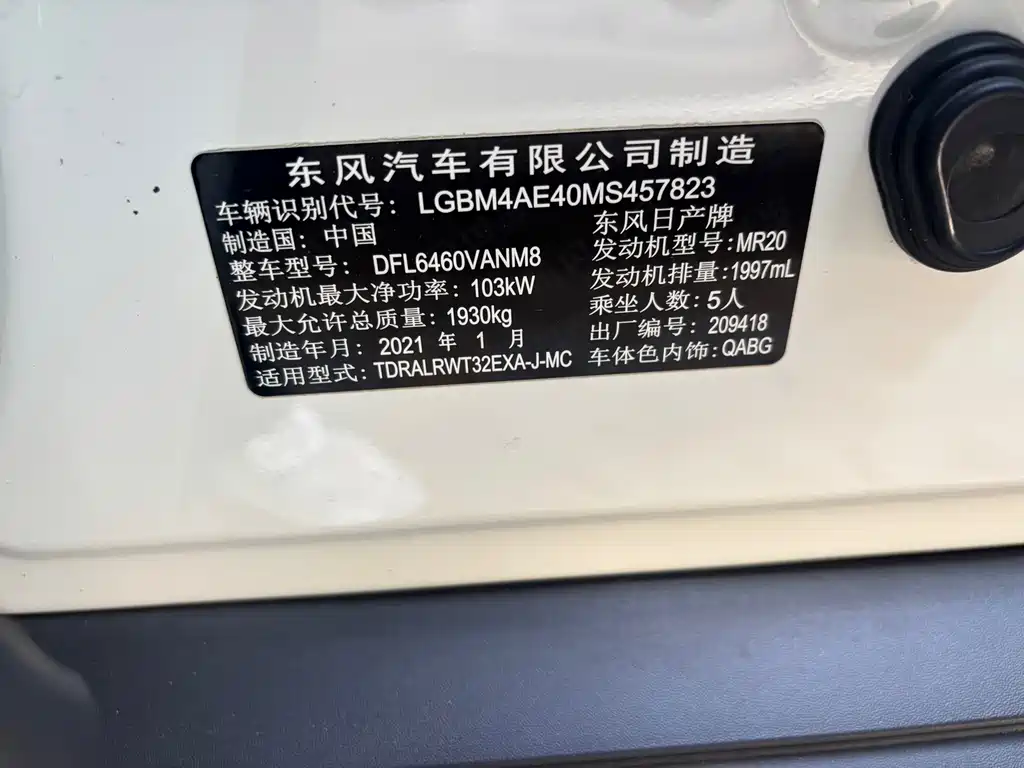 东风汽车有限公司制造
车辆识别代号: LGBM4AE40MS457823
制造国: 中国 东风日产牌
整车型号: DFL6460VANM8 发动机型号:MR20
发动机最大净功率: 103kW 发动机排量:1997mL
最大允许总质量: 1930kg 乘坐人数:5人
制造年月: 2021 年 1 月 出厂编号: 209418
适用型式: TDRALRWT32EXA-J-MC 车体色内饰:QABG